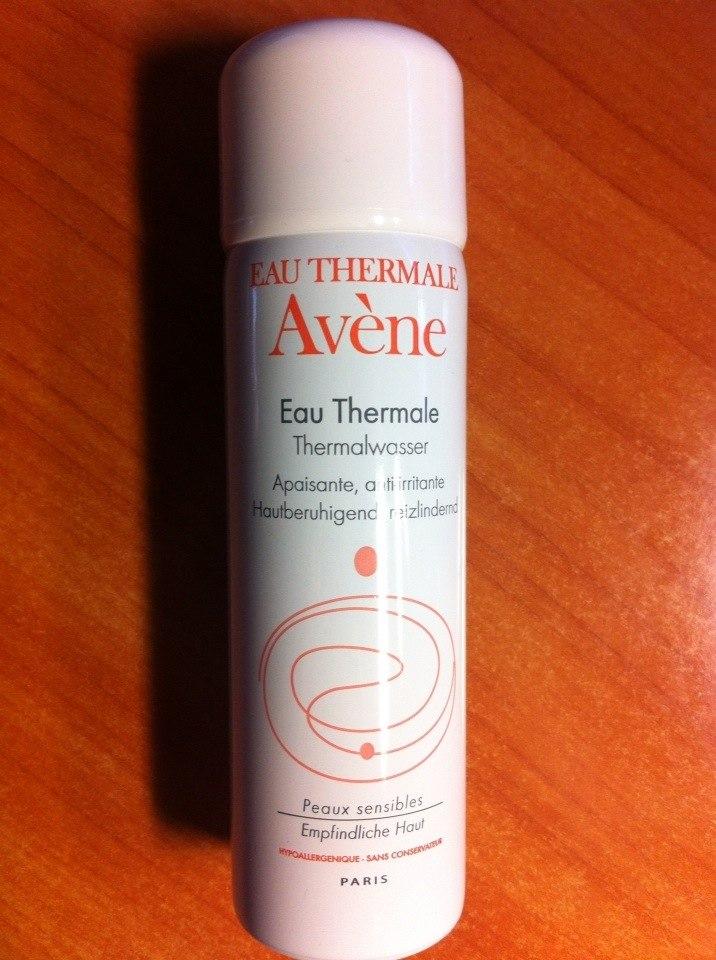 EAU THERMALE
Avène
Eau Thermale
Thermalwasser
Apaisante, anti-irritante
Hautberuhigend, reizlindernd
Peaux sensibles
Empfindliche Haut
HYPOALLERGENIQUE - SANS CONSERVATEUR
PARIS